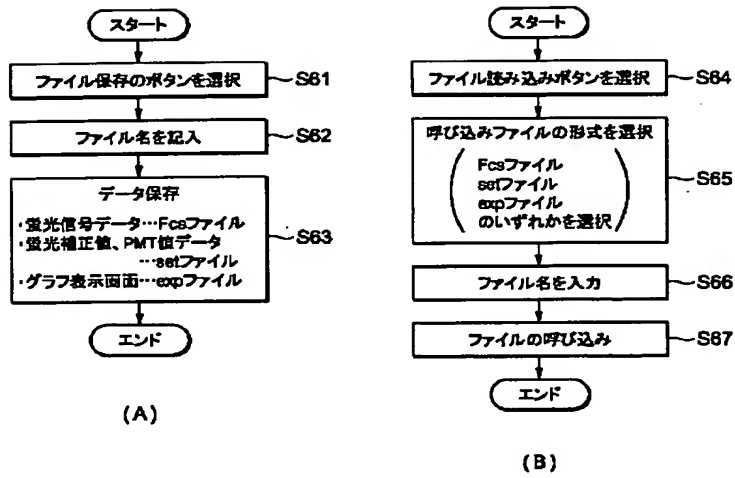 スタート
ファイル保存のボタンを選択
S61
ファイル名を記入
S62
データ保存
・蛍光信号データ…Fcsファイル
・蛍光補正値、PMT値データ
…setファイル
・グラフ表示画面…expファイル
S63
エンド
(A)
スタート
ファイル読み込みボタンを選択
S64
呼び込みファイルの形式を選択
Fcsファイル
setファイル
expファイル
のいずれかを選択
S65
ファイル名を入力
S66
ファイルの呼び込み
S67
エンド
(B)